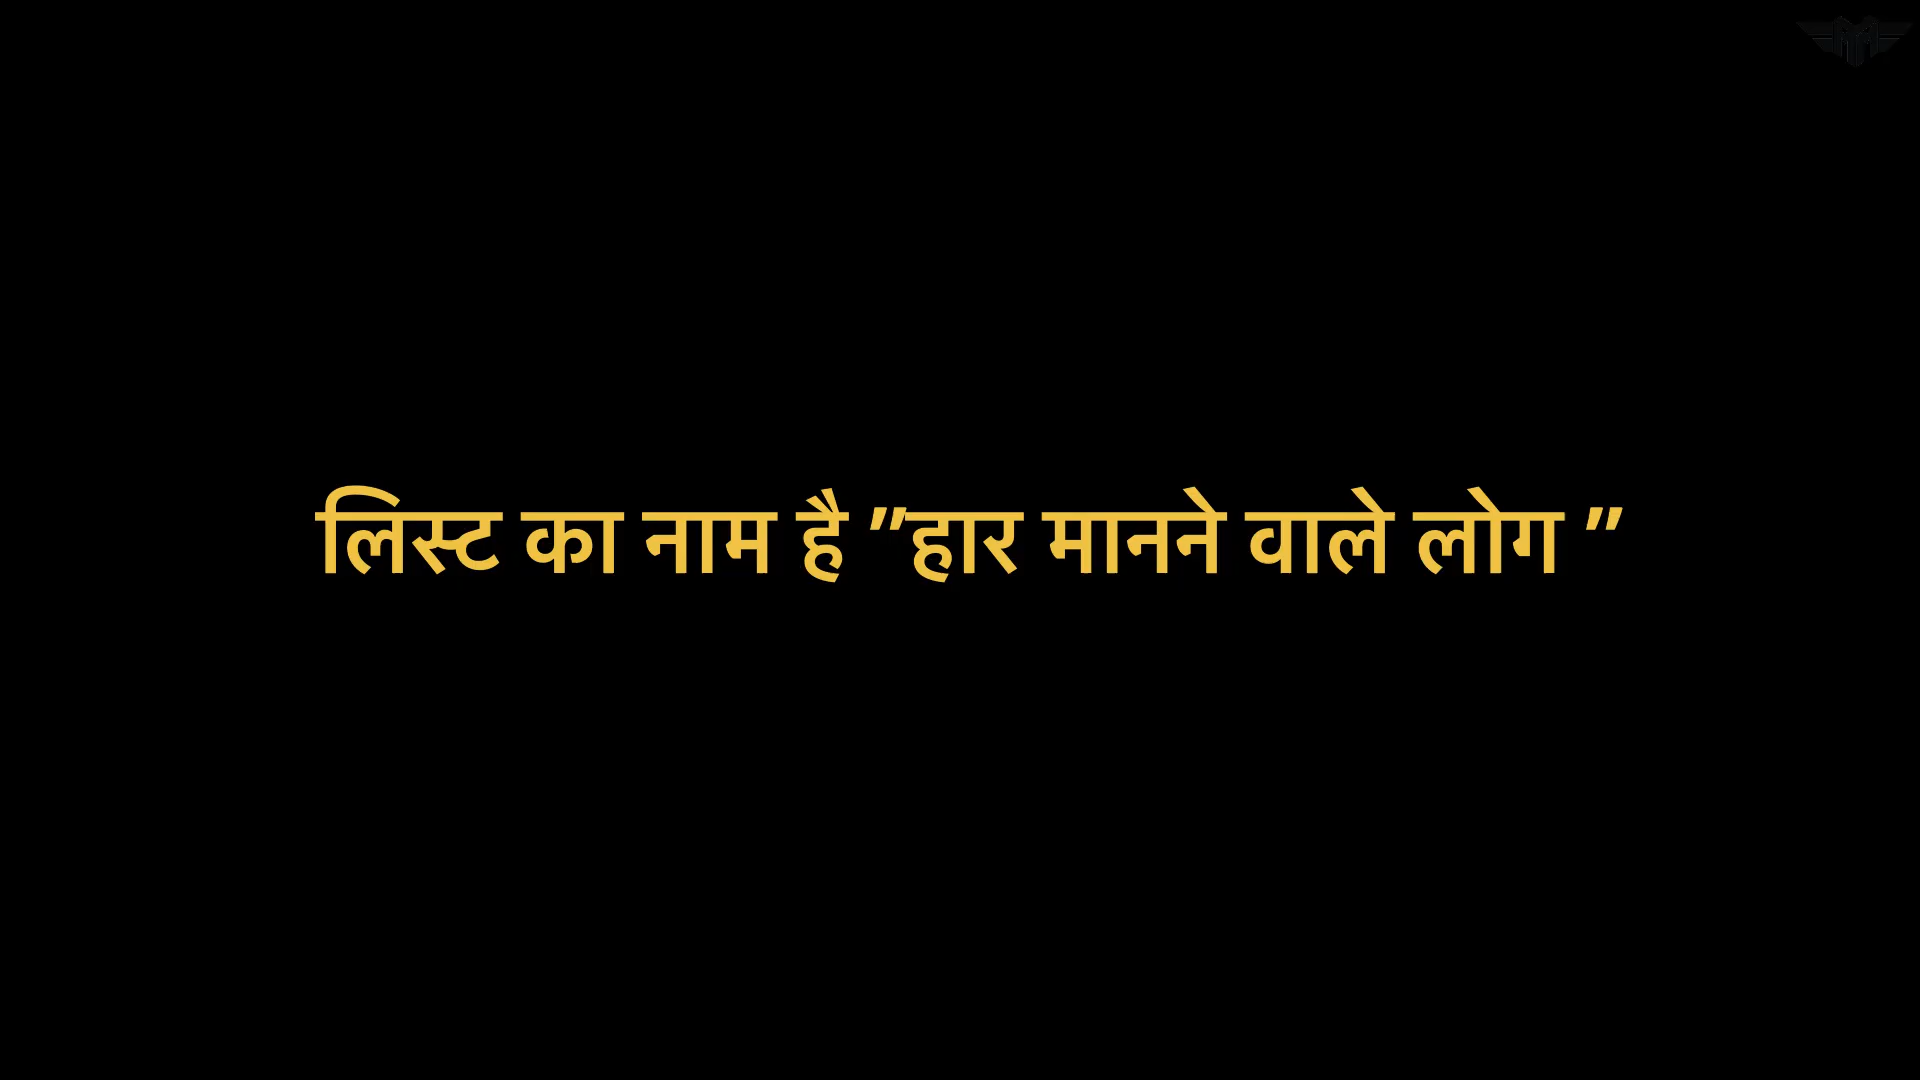 लिस्ट का नाम है "हार मानने वाले लोग "